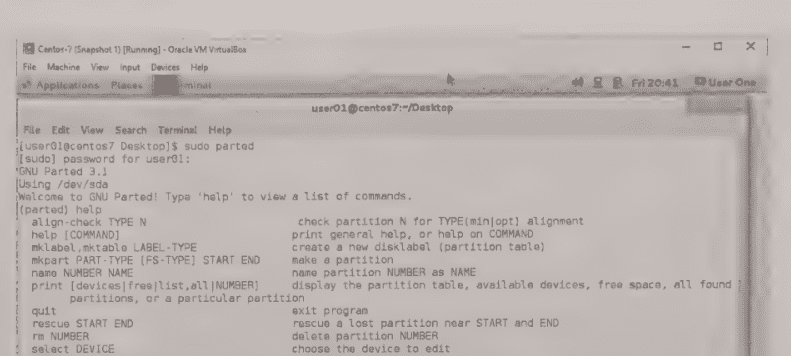 Centos-7 (Snapshot 1) [Running] - Oracle VM VirtualBox
File Machine View Input Devices Help
Applications Places Fri 20:41 User One
user01@centos7:~/Desktop
File Edit View Search Terminal Help
[user01@centos7 Desktop]$ sudo parted
[sudo] password for user01:
GNU Parted 3.1
Using /dev/sda
Welcome to GNU Parted! Type 'help' to view a list of commands.
(parted) help
align-check TYPE N check partition N for TYPE(min|opt) alignment
help [COMMAND] print general help, or help on COMMAND
mklabel,mktable LABEL-TYPE create a new disklabel (partition table)
mkpart PART-TYPE [FS-TYPE] START END make a partition
name NUMBER NAME name partition NUMBER as NAME
print [devices|free|list,all|NUMBER] display the partition table, available devices, free space, all found
partitions, or a particular partition
quit exit program
rescue START END rescue a lost partition near START and END
rm NUMBER delete partition NUMBER
select DEVICE choose the device to edit